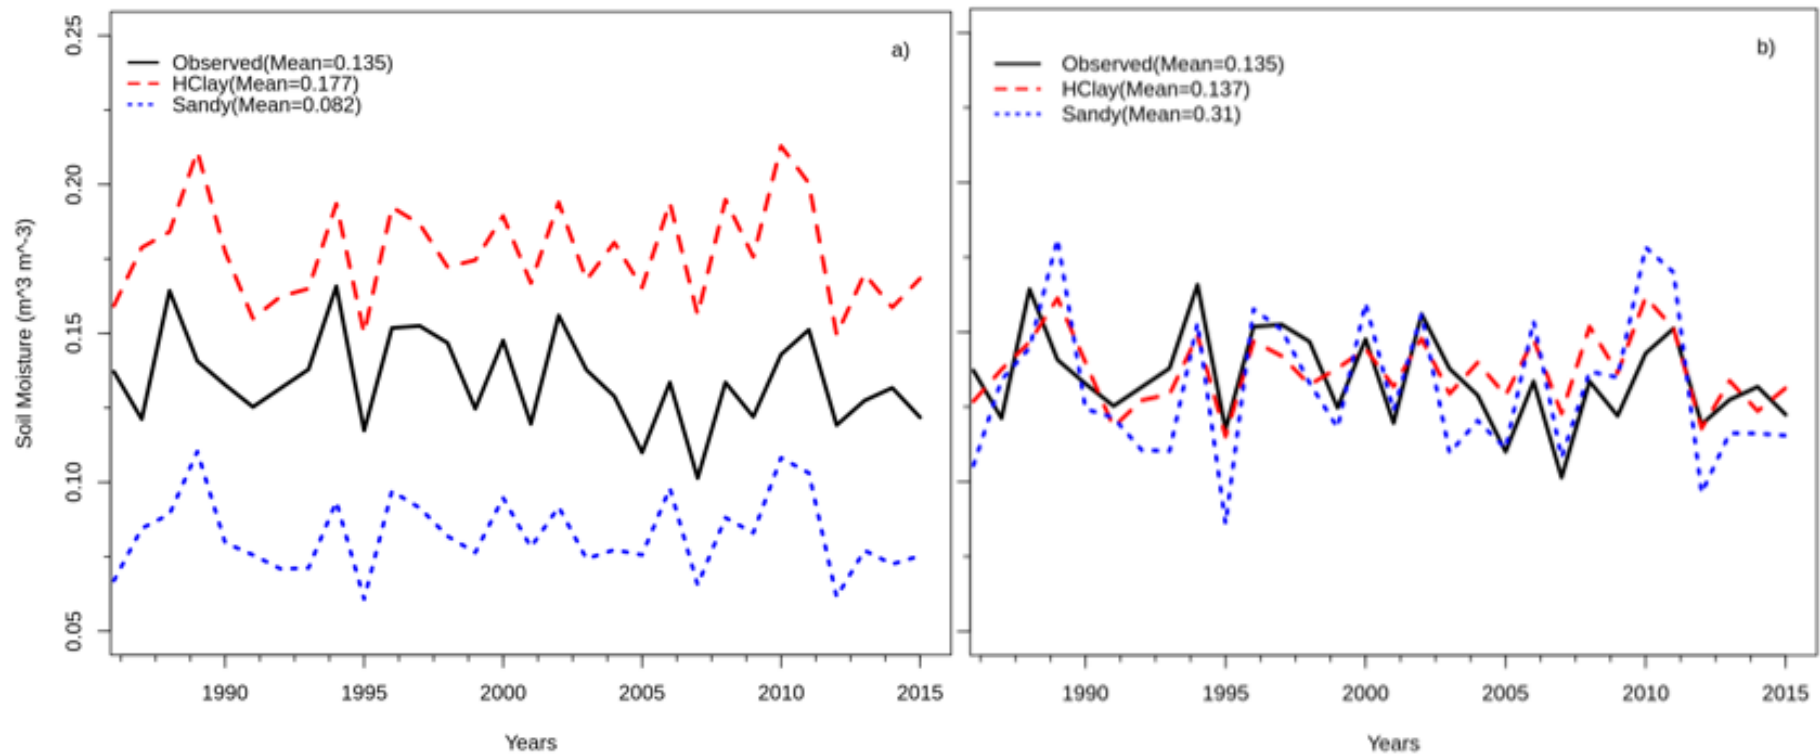 a)
Observed(Mean=0.135)
HClay(Mean=0.177)
Sandy(Mean=0.082)
Soil Moisture (m^3 m^-3)
0.25
0.20
0.15
0.10
0.05
1990 1995 2000 2005 2010 2015
Years
b)
Observed(Mean=0.135)
HClay(Mean=0.137)
Sandy(Mean=0.31)
1990 1995 2000 2005 2010 2015
Years